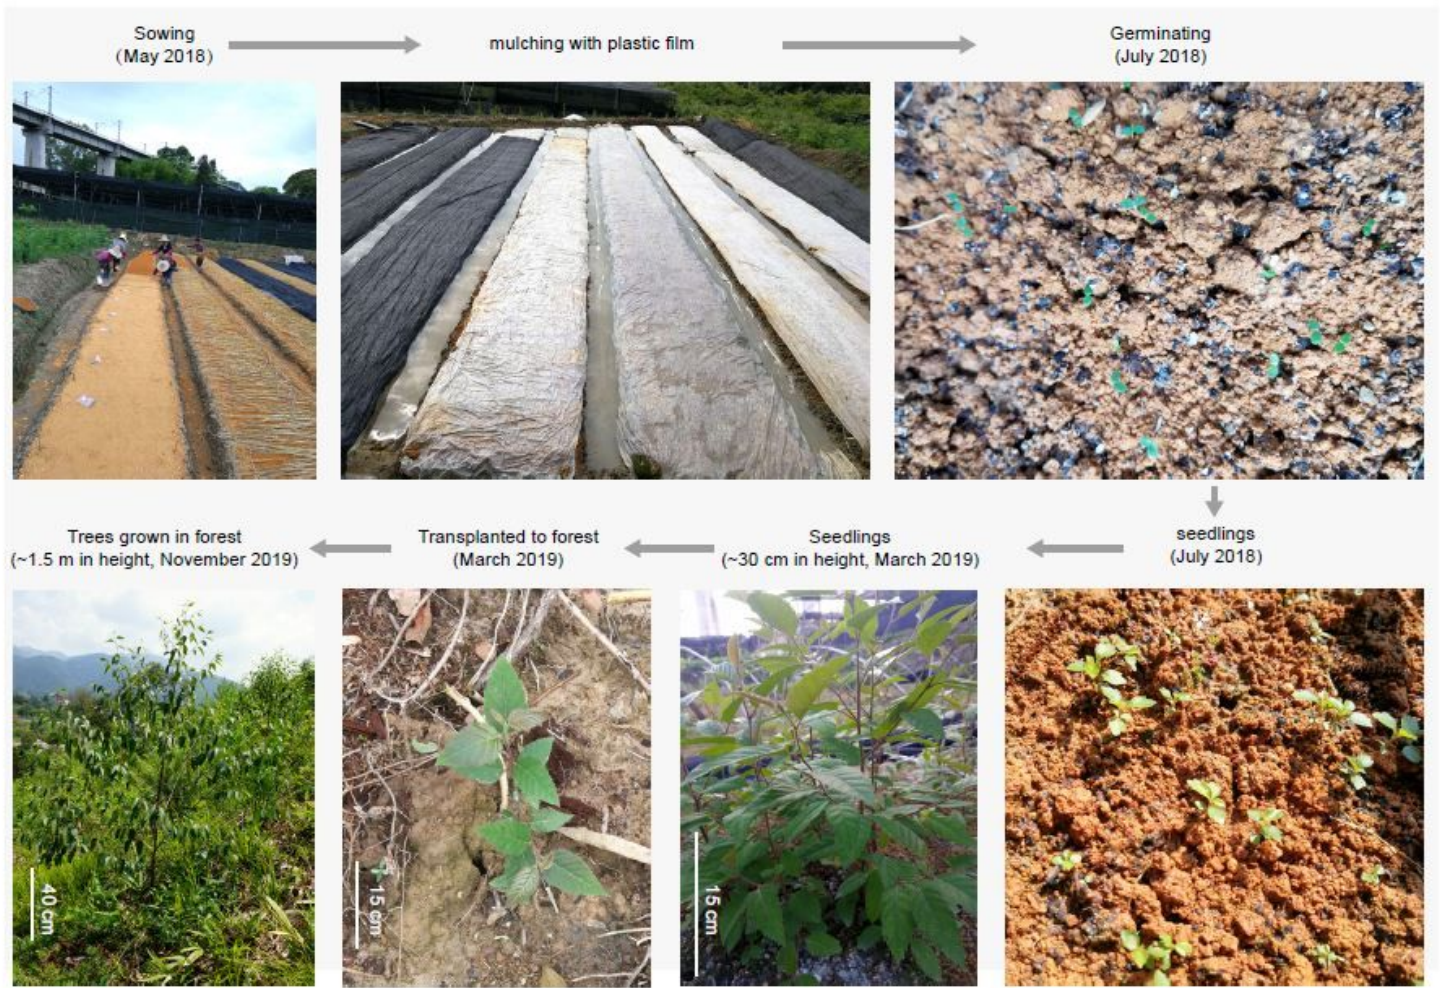 Sowing
(May 2018)
mulching with plastic film
Germinating
(July 2018)
Trees grown in forest
(~1.5 m in height, November 2019)
Transplanted to forest
(March 2019)
Seedlings
(~30 cm in height, March 2019)
seedlings
(July 2018)
40 cm
15 cm
15 cm